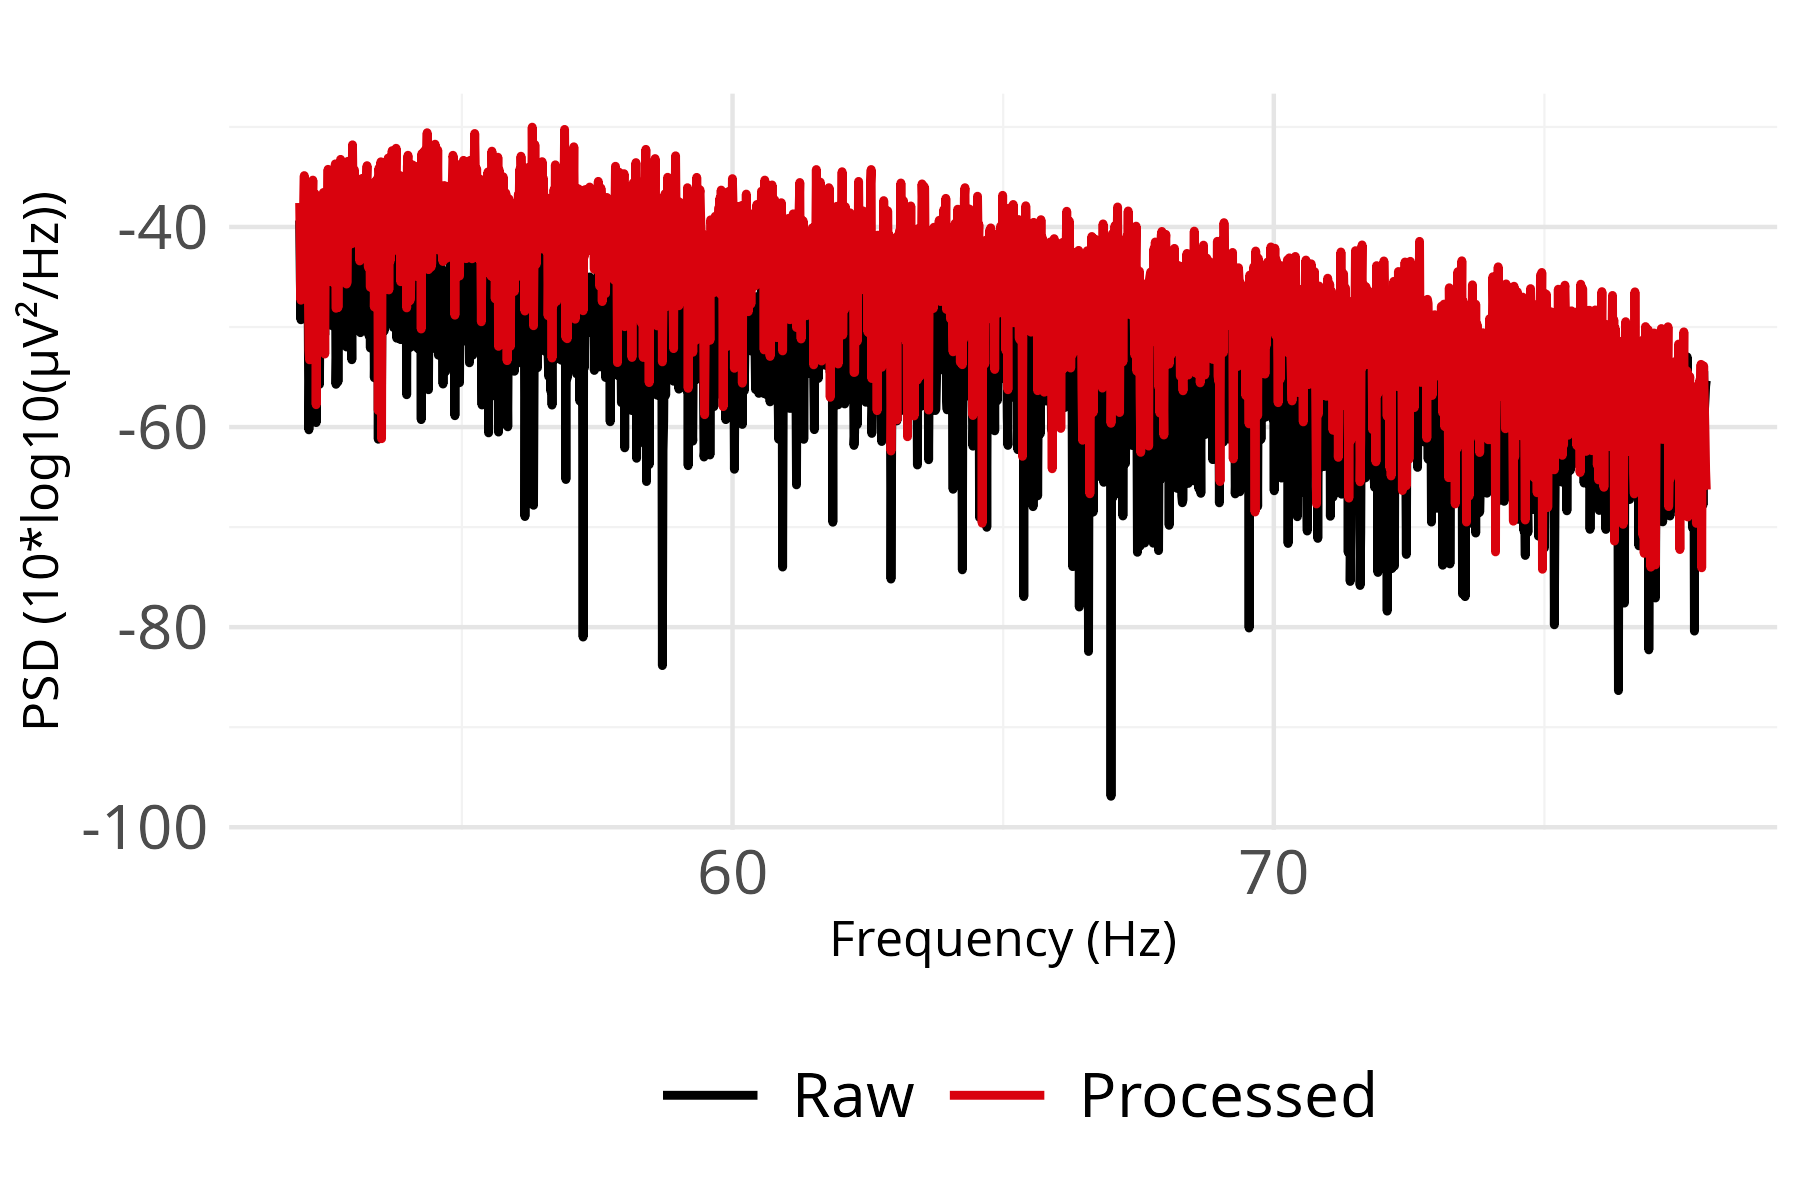 PSD (10*log10(µV²/Hz))
-40
-60
-80
-100
60 70
Frequency (Hz)
Raw Processed